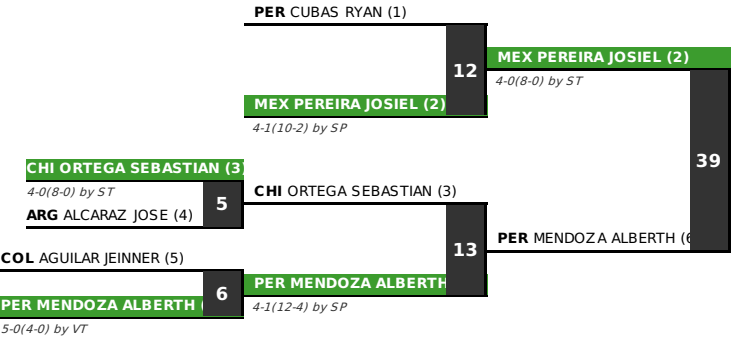 PER CUBAS RYAN (1)
12
MEX PEREIRA JOSIEL (2)
4-0(8-0) by ST
MEX PEREIRA JOSIEL (2)
4-1(10-2) by SP
39
CHI ORTEGA SEBASTIAN (3)
4-0(8-0) by ST
5
ARG ALCARAZ JOSE (4)
CHI ORTEGA SEBASTIAN (3)
13
PER MENDOZA ALBERTH (6
COL AGUILAR JEINNER (5)
6
PER MENDOZA ALBERTH
4-1(12-4) by SP
PER MENDOZA ALBERTH (
5-0(4-0) by VT